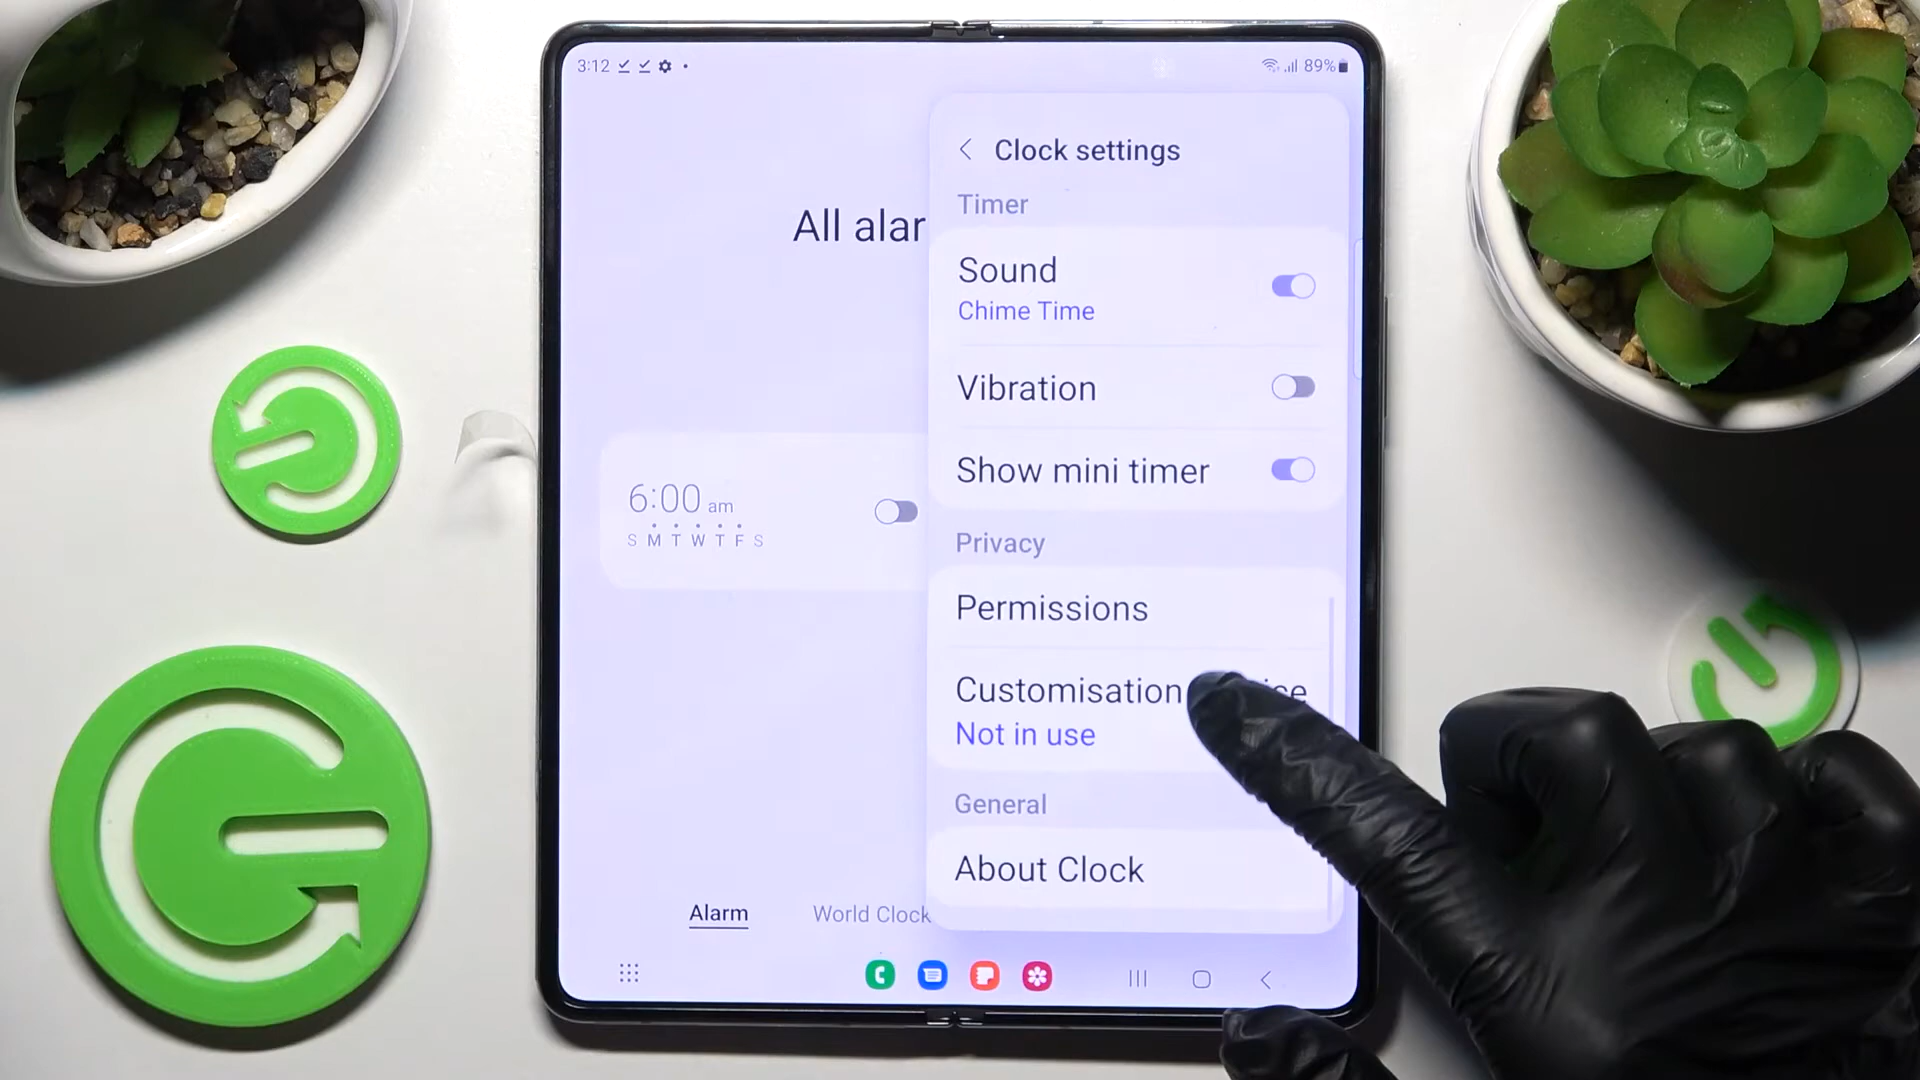 3:12
89%
Clock settings
Timer
All alar
Sound
Chime Time
Vibration
Show mini timer
6:00 am
S M T W T F S
Privacy
Permissions
Customisation ice
Not in use
General
About Clock
Alarm
World Clock